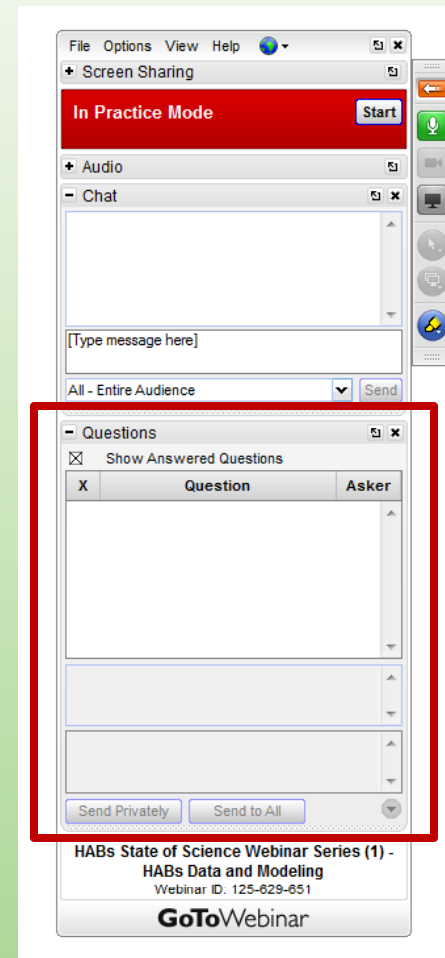 File Options View Help
Screen Sharing
In Practice Mode Start
Audio
Chat
[Type message here]
All - Entire Audience Send
Questions
Show Answered Questions
X Question Asker
Send Privately Send to All
HABs State of Science Webinar Series (1) -
HABs Data and Modeling
Webinar ID: 125-629-651
GoToWebinar